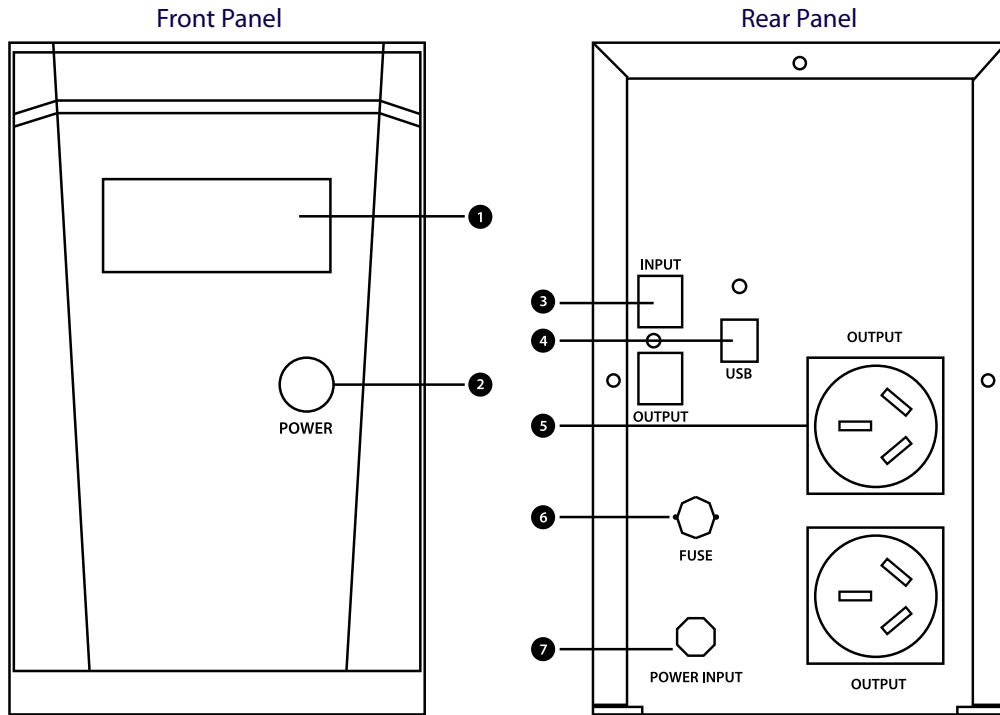 Front Panel
1
2
POWER
Rear Panel
INPUT
3
4
USB
OUTPUT
OUTPUT
5
6
FUSE
7
POWER INPUT
OUTPUT